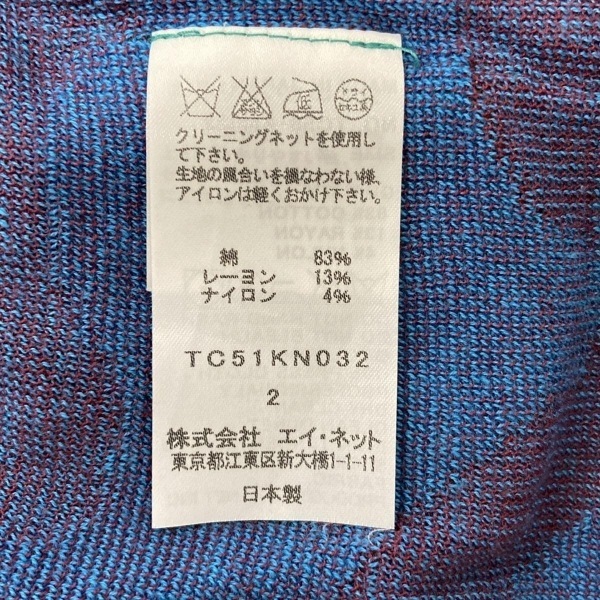 クリーニングネットを使用し
て下さい。
生地の風合いを損なわない様、
アイロンは軽くおかけ下さい。
綿 83%
レーヨン 13%
ナイロン 4%
TC51KN032
2
株式会社 エイ・ネット
東京都江東区新大橋1-1-11
日本製